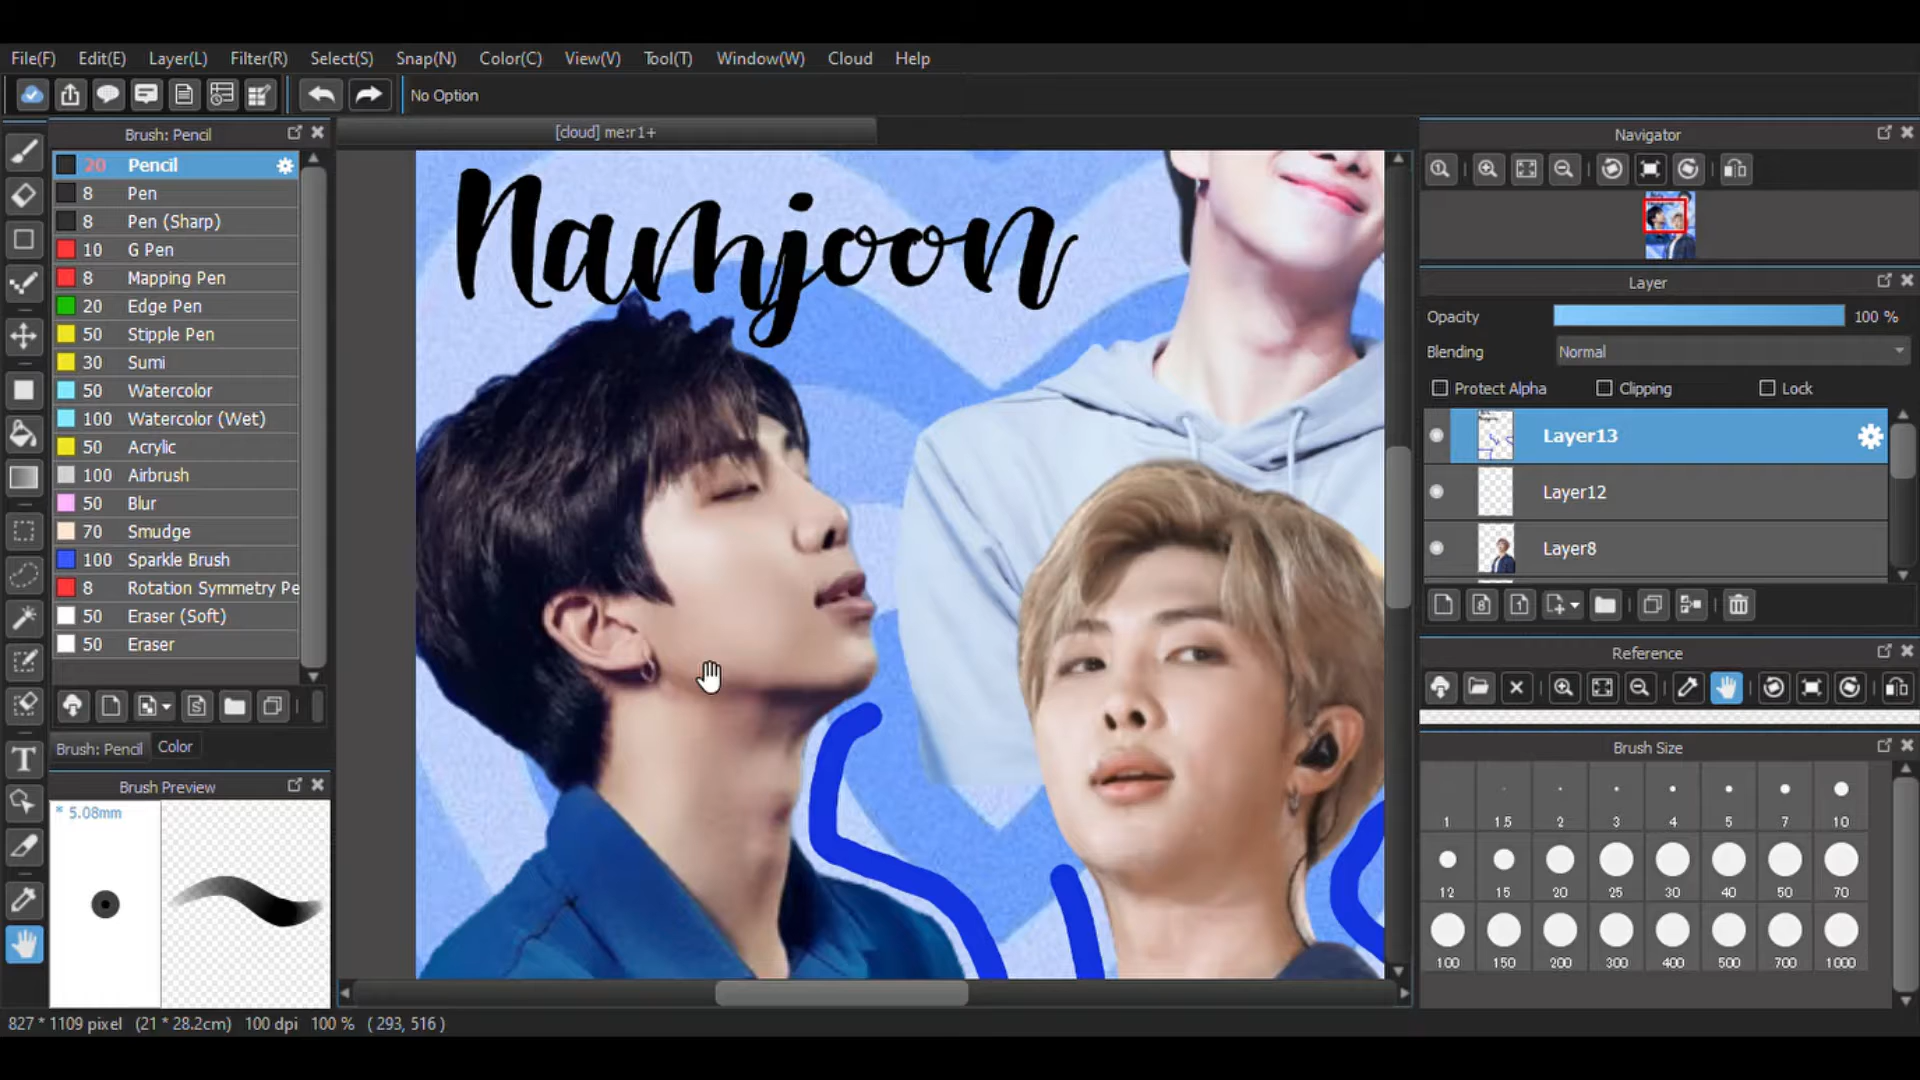 File(F) Edit(E) Layer(L) Filter(R) Select(S) Snap(N) Color(C) View(V) Tool(T) Window(W) Cloud Help
No Option
Brush: Pencil
[cloud] me:r1+
Navigator
20 Pencil
8 Pen
8 Pen (Sharp)
10 G Pen
8 Mapping Pen
20 Edge Pen
50 Stipple Pen
30 Sumi
50 Watercolor
100 Watercolor (Wet)
50 Acrylic
100 Airbrush
50 Blur
70 Smudge
100 Sparkle Brush
8 Rotation Symmetry Pe
50 Eraser (Soft)
50 Eraser
Brush: Pencil Color
Brush Preview
* 5.08mm
Namjoon
Layer
Opacity 100 %
Blending Normal
Protect Alpha Clipping Lock
Layer13
Layer12
Layer8
8 1
Reference
Brush Size
1 1.5 2 3 4 5 7 10
12 15 20 25 30 40 50 70
100 150 200 300 400 500 700 1000
827 * 1109 pixel (21 * 28.2cm) 100 dpi 100 % ( 293, 516 )